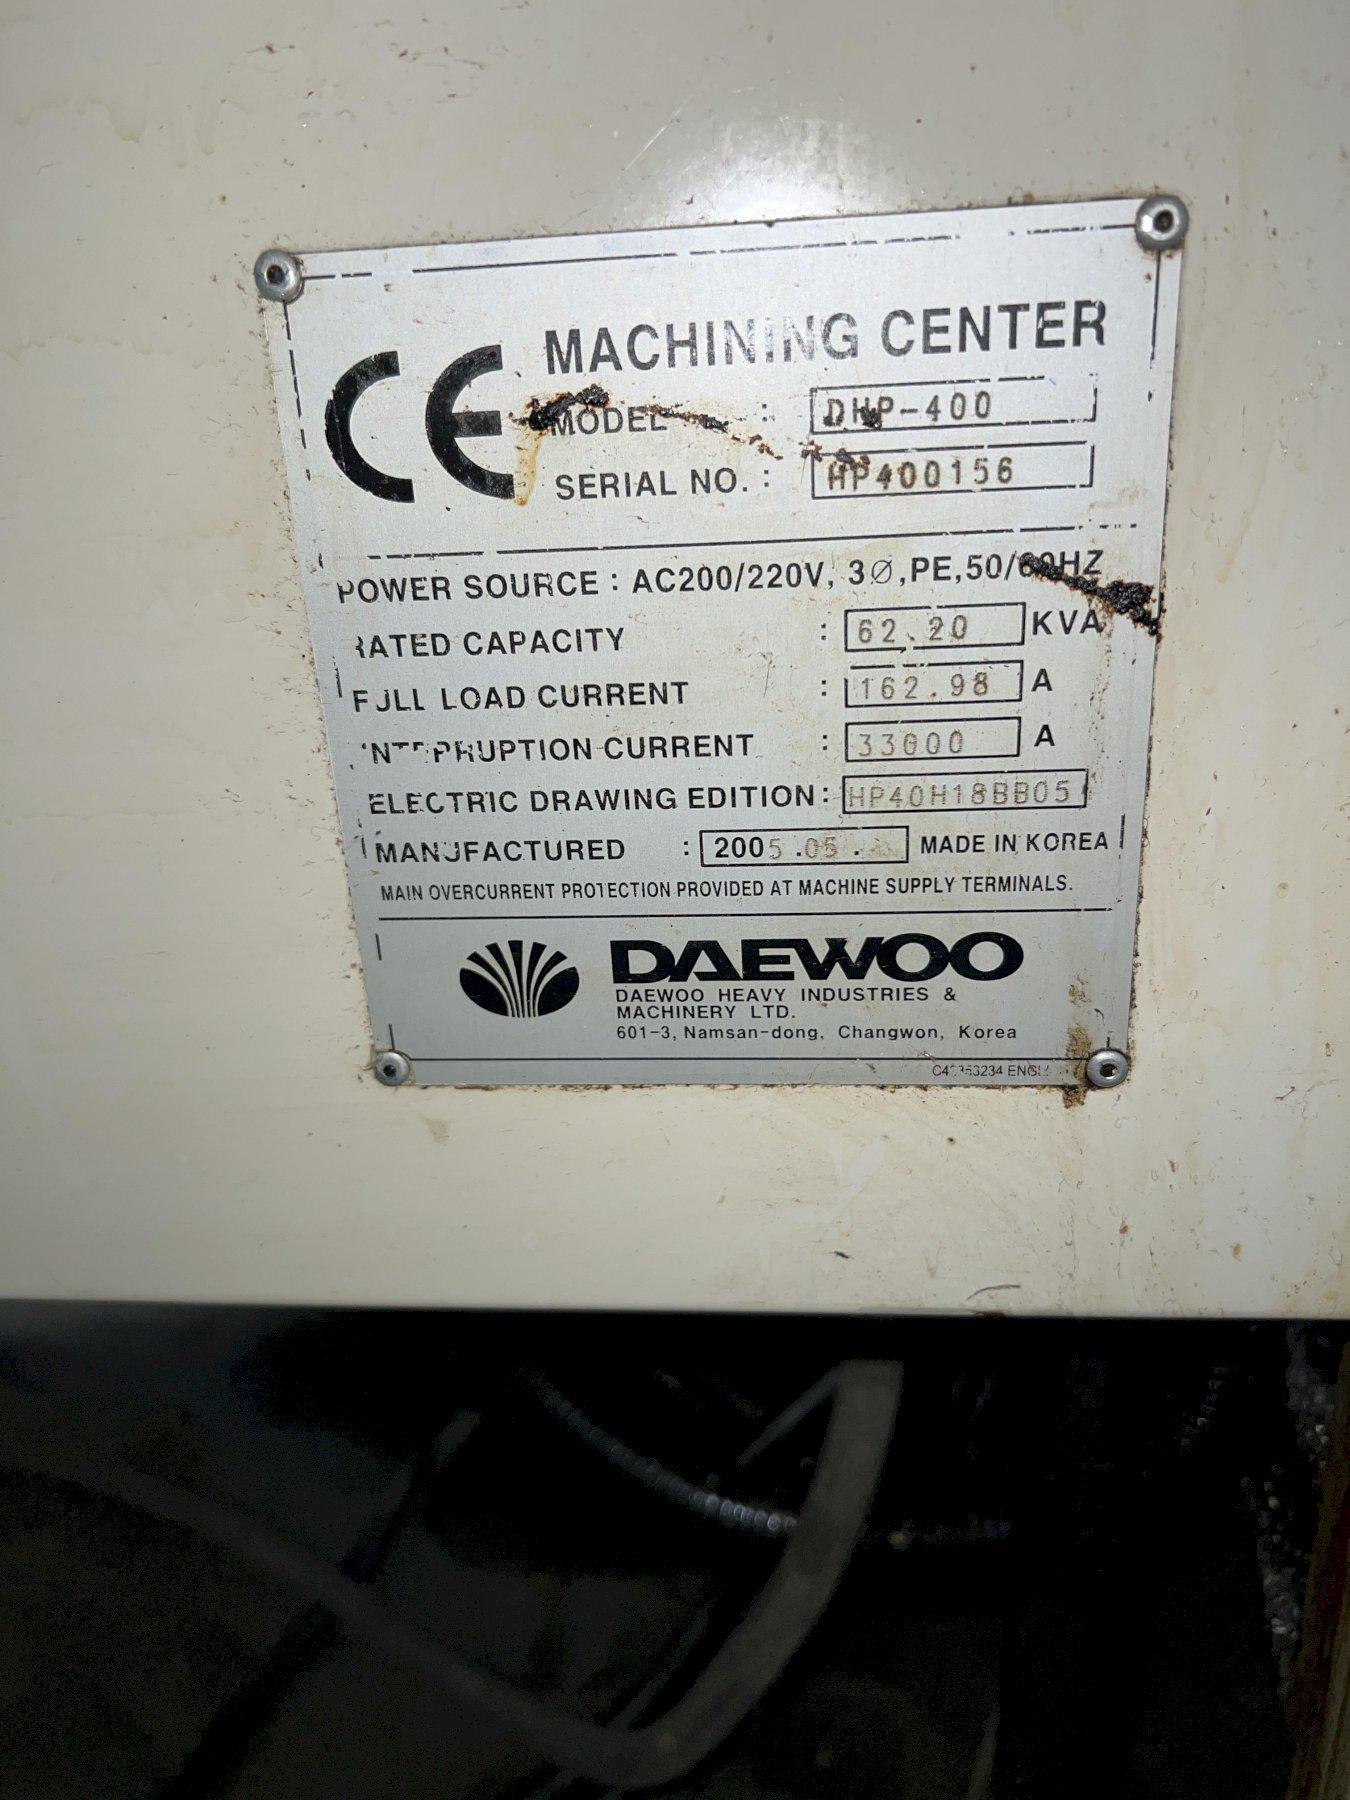 CE MACHINING CENTER
MODEL : DHP-400
SERIAL NO. : HP400156
POWER SOURCE : AC200/220V, 3Ø, PE, 50/60HZ
RATED CAPACITY : 62.20 KVA
FULL LOAD CURRENT : 162.98 A
INTERRUPTION CURRENT : 33000 A
ELECTRIC DRAWING EDITION : HP40H18BB05
MANUFACTURED : 2005 .05 . MADE IN KOREA
MAIN OVERCURRENT PROTECTION PROVIDED AT MACHINE SUPPLY TERMINALS.
DAEWOO
DAEWOO HEAVY INDUSTRIES &
MACHINERY LTD.
601-3, Namsan-dong, Changwon, Korea